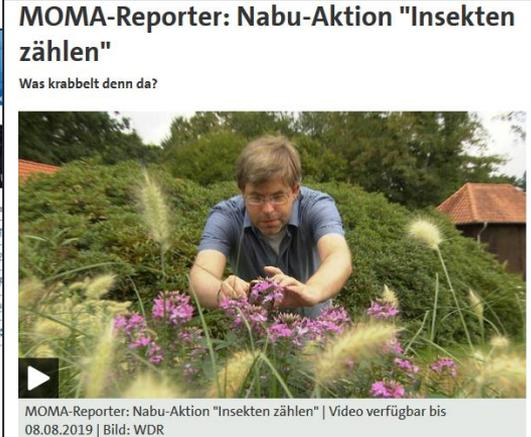 MOMA-Reporter: Nabu-Aktion "Insekten
zählen"
Was krabbelt denn da?
MOMA-Reporter: Nabu-Aktion "Insekten zählen" | Video verfügbar bis
08.08.2019 | Bild: WDR